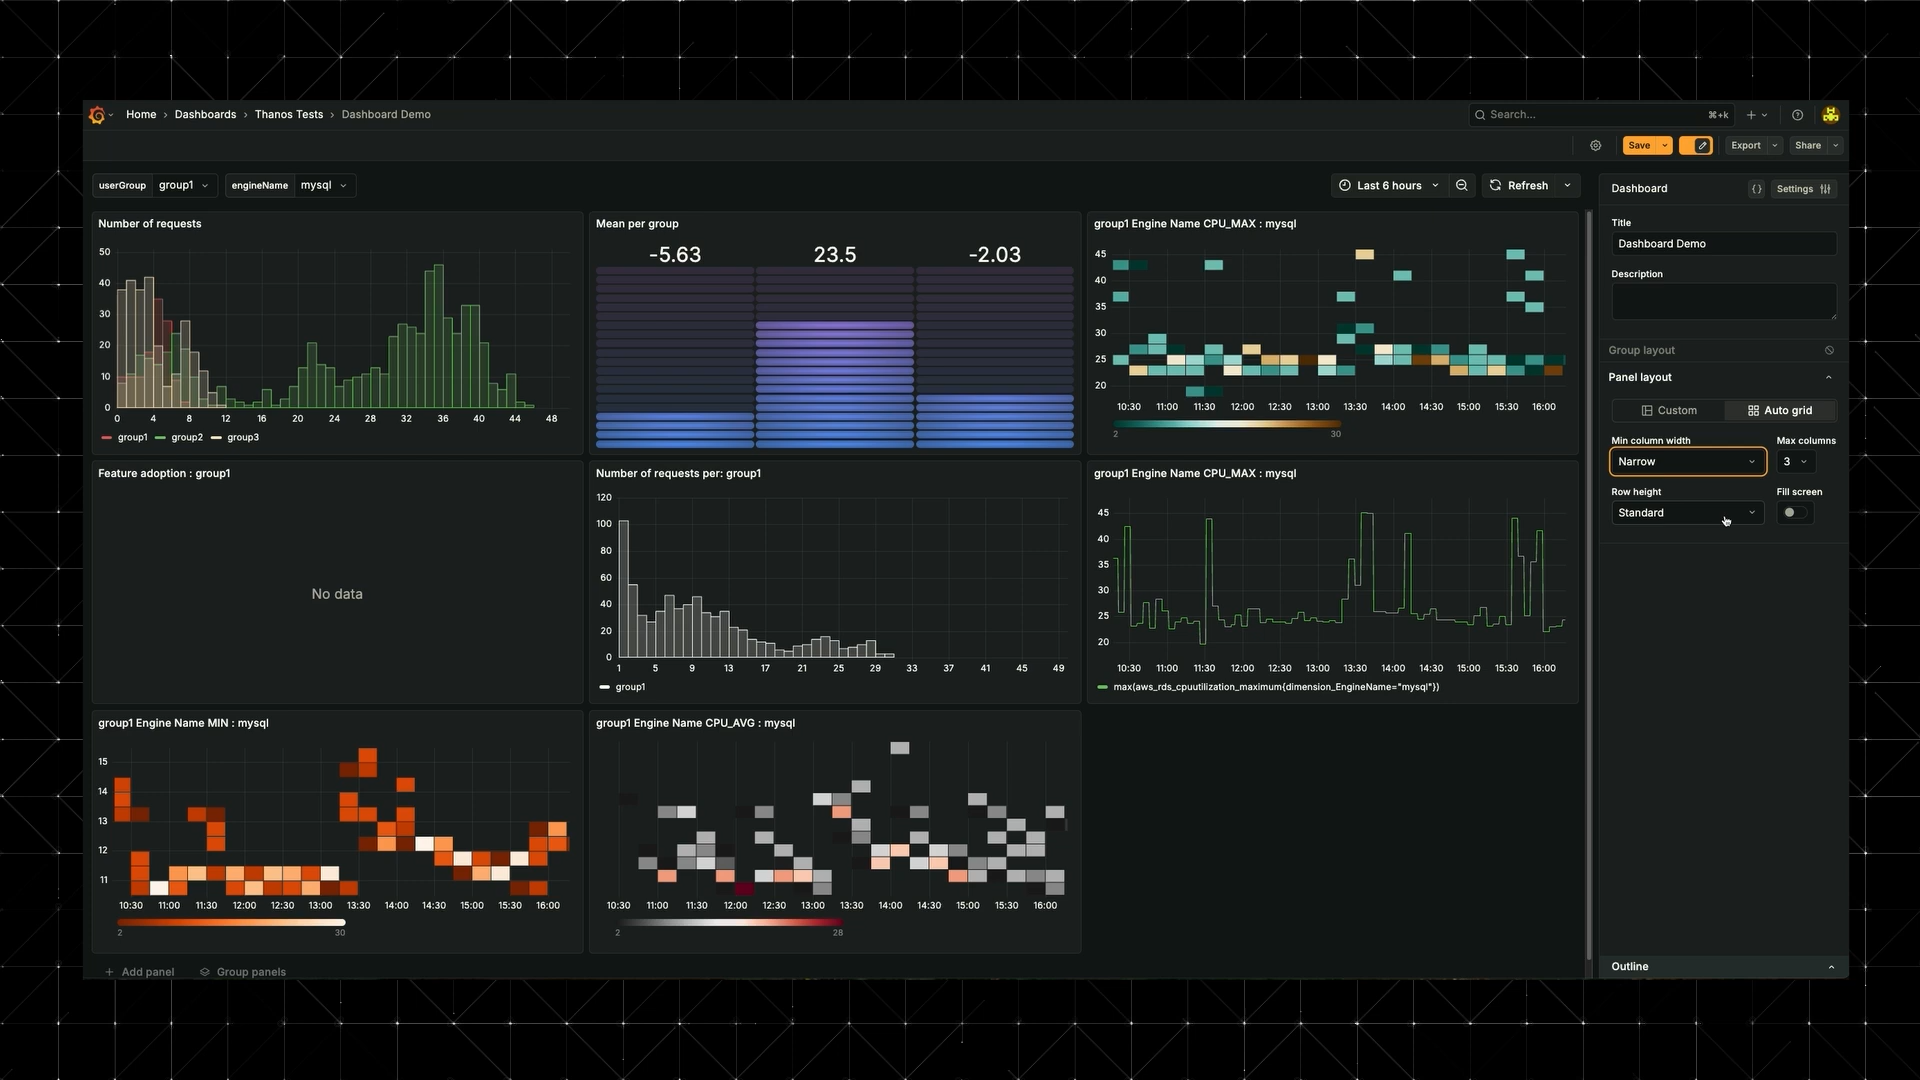 Home › Dashboards › Thanos Tests › Dashboard Demo
Search... ⌘+k
Save Export Share
userGroup group1 engineName mysql
Last 6 hours Refresh
Number of requests
50
40
30
20
10
0
0 4 8 12 16 20 24 28 32 36 40 44 48
group1 group2 group3
Mean per group
-5.63 23.5 -2.03
group1 Engine Name CPU_MAX : mysql
45
40
35
30
25
20
10:30 11:00 11:30 12:00 12:30 13:00 13:30 14:00 14:30 15:00 15:30 16:00
2 30
Feature adoption : group1
No data
Number of requests per: group1
120
100
80
60
40
20
0
1 5 9 13 17 21 25 29 33 37 41 45 49
group1
group1 Engine Name CPU_MAX : mysql
45
40
35
30
25
20
10:30 11:00 11:30 12:00 12:30 13:00 13:30 14:00 14:30 15:00 15:30 16:00
max(aws_rds_cpuutilization_maximum{dimension_EngineName="mysql"})
group1 Engine Name MIN : mysql
15
14
13
12
11
10:30 11:00 11:30 12:00 12:30 13:00 13:30 14:00 14:30 15:00 15:30 16:00
2 30
group1 Engine Name CPU_AVG : mysql
10:30 11:00 11:30 12:00 12:30 13:00 13:30 14:00 14:30 15:00 15:30 16:00
2 28
+ Add panel Group panels
Dashboard {} Settings
Title
Dashboard Demo
Description
Group layout
Panel layout
Custom Auto grid
Min column width Max columns
Narrow 3
Row height Fill screen
Standard
Outline